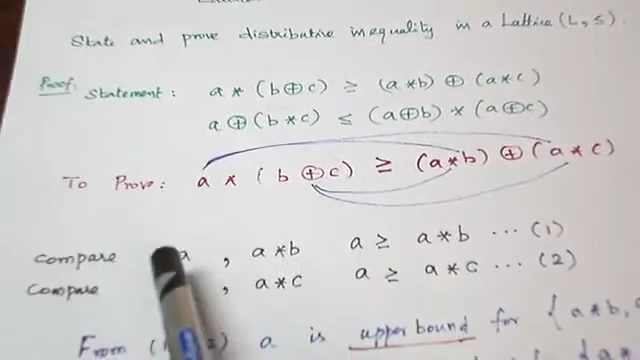 State and prove distributive inequality in a Lattice (L, ≤).
Proof: Statement: a * (b ⊕ c) ≥ (a * b) ⊕ (a * c)
a ⊕ (b * c) ≤ (a ⊕ b) * (a ⊕ c)
To Prove: a * (b ⊕ c) ≥ (a * b) ⊕ (a * c)
compare a , a * b a ≥ a * b ... (1)
compare , a * c a ≥ a * c ... (2)
From ( 2) a is upper bound for { a * b,
{ a *